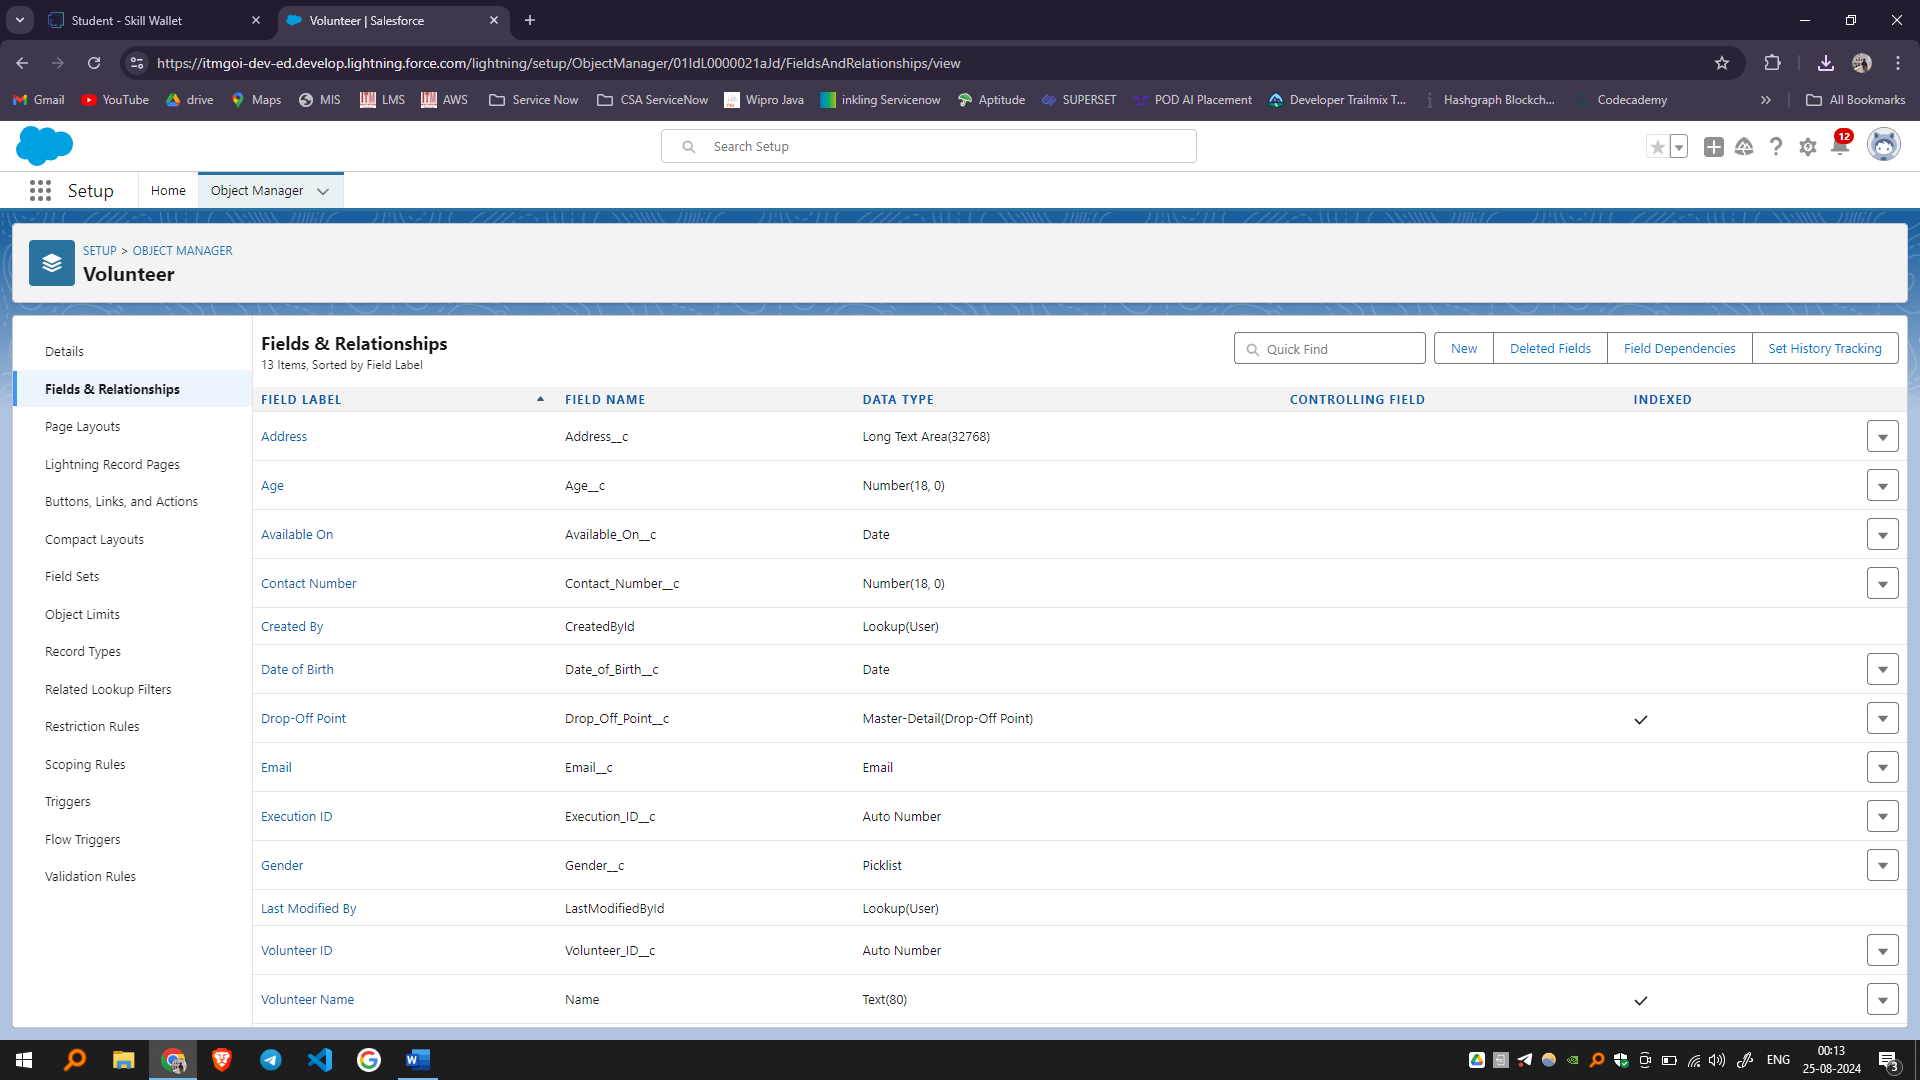 Student - Skill Wallet
Volunteer | Salesforce
https://itmgoi-dev-ed.develop.lightning.force.com/lightning/setup/ObjectManager/01IdL0000021aJd/FieldsAndRelationships/view
Gmail YouTube drive Maps MIS LMS AWS Service Now CSA ServiceNow Wipro Java inkling Servicenow Aptitude SUPERSET POD AI Placement Developer Trailmix T... Hashgraph Blockch... Codecademy All Bookmarks
Search Setup
12
Setup Home Object Manager
SETUP > OBJECT MANAGER
Volunteer
Details
Fields & Relationships
Page Layouts
Lightning Record Pages
Buttons, Links, and Actions
Compact Layouts
Field Sets
Object Limits
Record Types
Related Lookup Filters
Restriction Rules
Scoping Rules
Triggers
Flow Triggers
Validation Rules
Fields & Relationships
13 Items, Sorted by Field Label
Quick Find New Deleted Fields Field Dependencies Set History Tracking
FIELD LABEL FIELD NAME DATA TYPE CONTROLLING FIELD INDEXED
Address Address__c Long Text Area(32768)
Age Age__c Number(18, 0)
Available On Available_On__c Date
Contact Number Contact_Number__c Number(18, 0)
Created By CreatedById Lookup(User)
Date of Birth Date_of_Birth__c Date
Drop-Off Point Drop_Off_Point__c Master-Detail(Drop-Off Point)
Email Email__c Email
Execution ID Execution_ID__c Auto Number
Gender Gender__c Picklist
Last Modified By LastModifiedById Lookup(User)
Volunteer ID Volunteer_ID__c Auto Number
Volunteer Name Name Text(80)
ENG
00:13
25-08-2024
3